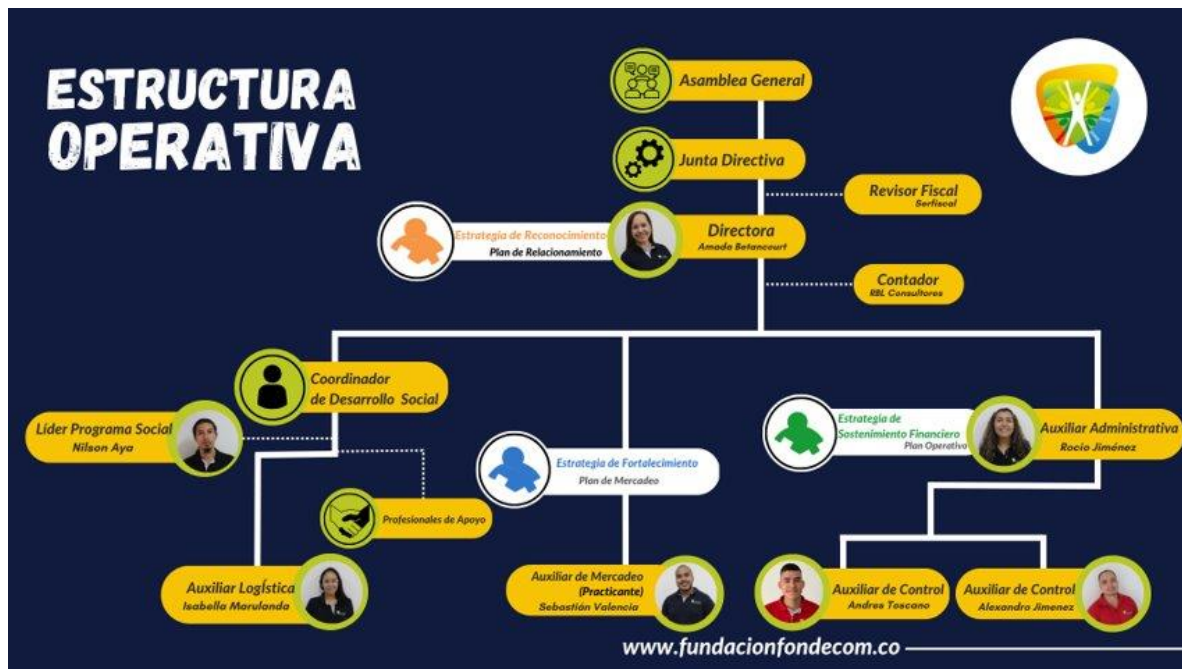 ESTRUCTURA
OPERATIVA
Asamblea General
Junta Directiva
Revisor Fiscal
Serfiscal
Estrategia de Reconocimiento
Plan de Relacionamiento
Directora
Amada Betancourt
Contador
RBL Consultores
Coordinador
de Desarrollo Social
Líder Programa Social
Nilson Aya
Profesionales de Apoyo
Auxiliar Logística
Isabella Marulanda
Estrategia de Fortalecimiento
Plan de Mercadeo
Auxiliar de Mercadeo
(Practicante)
Sebastián Valencia
Estrategia de
Sostenimiento Financiero
Plan Operativo
Auxiliar Administrativa
Rocio Jiménez
Auxiliar de Control
Andres Toscano
Auxiliar de Control
Alexandro Jimenez
www.fundacionfondecom.co